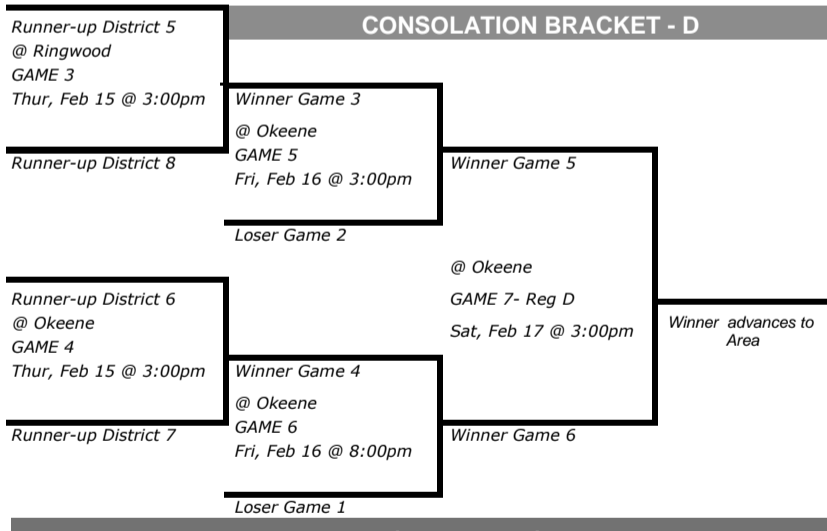 CONSOLATION BRACKET - D
Runner-up District 5
@ Ringwood
GAME 3
Thur, Feb 15 @ 3:00pm
Runner-up District 8
Winner Game 3
@ Okeene
GAME 5
Fri, Feb 16 @ 3:00pm
Loser Game 2
Runner-up District 6
@ Okeene
GAME 4
Thur, Feb 15 @ 3:00pm
Runner-up District 7
Winner Game 4
@ Okeene
GAME 6
Fri, Feb 16 @ 8:00pm
Loser Game 1
Winner Game 5
@ Okeene
GAME 7- Reg D
Sat, Feb 17 @ 3:00pm
Winner Game 6
Winner advances to
Area